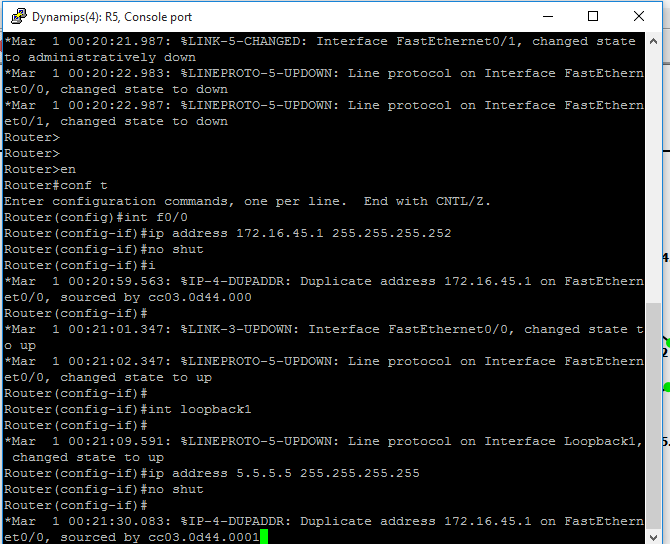 Dynamips(4): R5, Console port
*Mar  1 00:20:21.987: %LINK-5-CHANGED: Interface FastEthernet0/1, changed state
to administratively down
*Mar  1 00:20:22.983: %LINEPROTO-5-UPDOWN: Line protocol on Interface FastEthern
et0/0, changed state to down
*Mar  1 00:20:22.987: %LINEPROTO-5-UPDOWN: Line protocol on Interface FastEthern
et0/1, changed state to down
Router>
Router>
Router>en
Router#conf t
Enter configuration commands, one per line.  End with CNTL/Z.
Router(config)#int f0/0
Router(config-if)#ip address 172.16.45.1 255.255.255.252
Router(config-if)#no shut
Router(config-if)#i
*Mar  1 00:20:59.563: %IP-4-DUPADDR: Duplicate address 172.16.45.1 on FastEthern
et0/0, sourced by cc03.0d44.000
Router(config-if)#
*Mar  1 00:21:01.347: %LINK-3-UPDOWN: Interface FastEthernet0/0, changed state t
o up
*Mar  1 00:21:02.347: %LINEPROTO-5-UPDOWN: Line protocol on Interface FastEthern
et0/0, changed state to up
Router(config-if)#
Router(config-if)#int loopback1
Router(config-if)#
*Mar  1 00:21:09.591: %LINEPROTO-5-UPDOWN: Line protocol on Interface Loopback1,
 changed state to up
Router(config-if)#ip address 5.5.5.5 255.255.255.255
Router(config-if)#no shut
Router(config-if)#
*Mar  1 00:21:30.083: %IP-4-DUPADDR: Duplicate address 172.16.45.1 on FastEthern
et0/0, sourced by cc03.0d44.0001